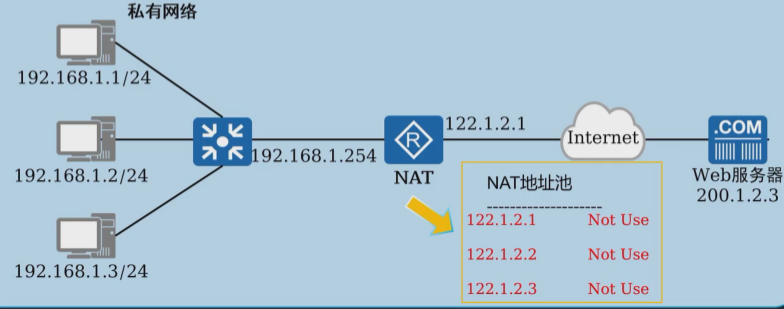 私有网络
192.168.1.1/24
192.168.1.2/24
192.168.1.3/24
192.168.1.254
R
NAT
122.1.2.1
Internet
.COM
Web服务器
200.1.2.3
NAT地址池
--------------------
122.1.2.1 Not Use
122.1.2.2 Not Use
122.1.2.3 Not Use